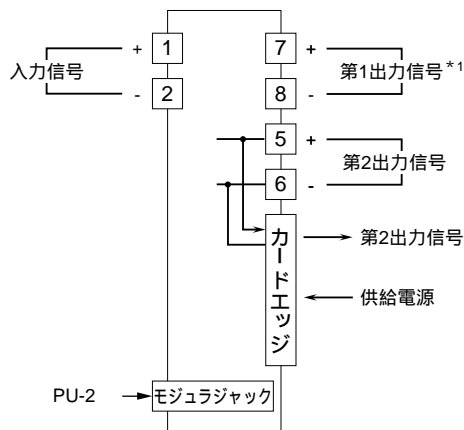 入力信号
+ 1
- 2
7 +
8 -
第1出力信号*1
5 +
6 -
第2出力信号
カードエッジ
第2出力信号
供給電源
PU-2
モジュラジャック